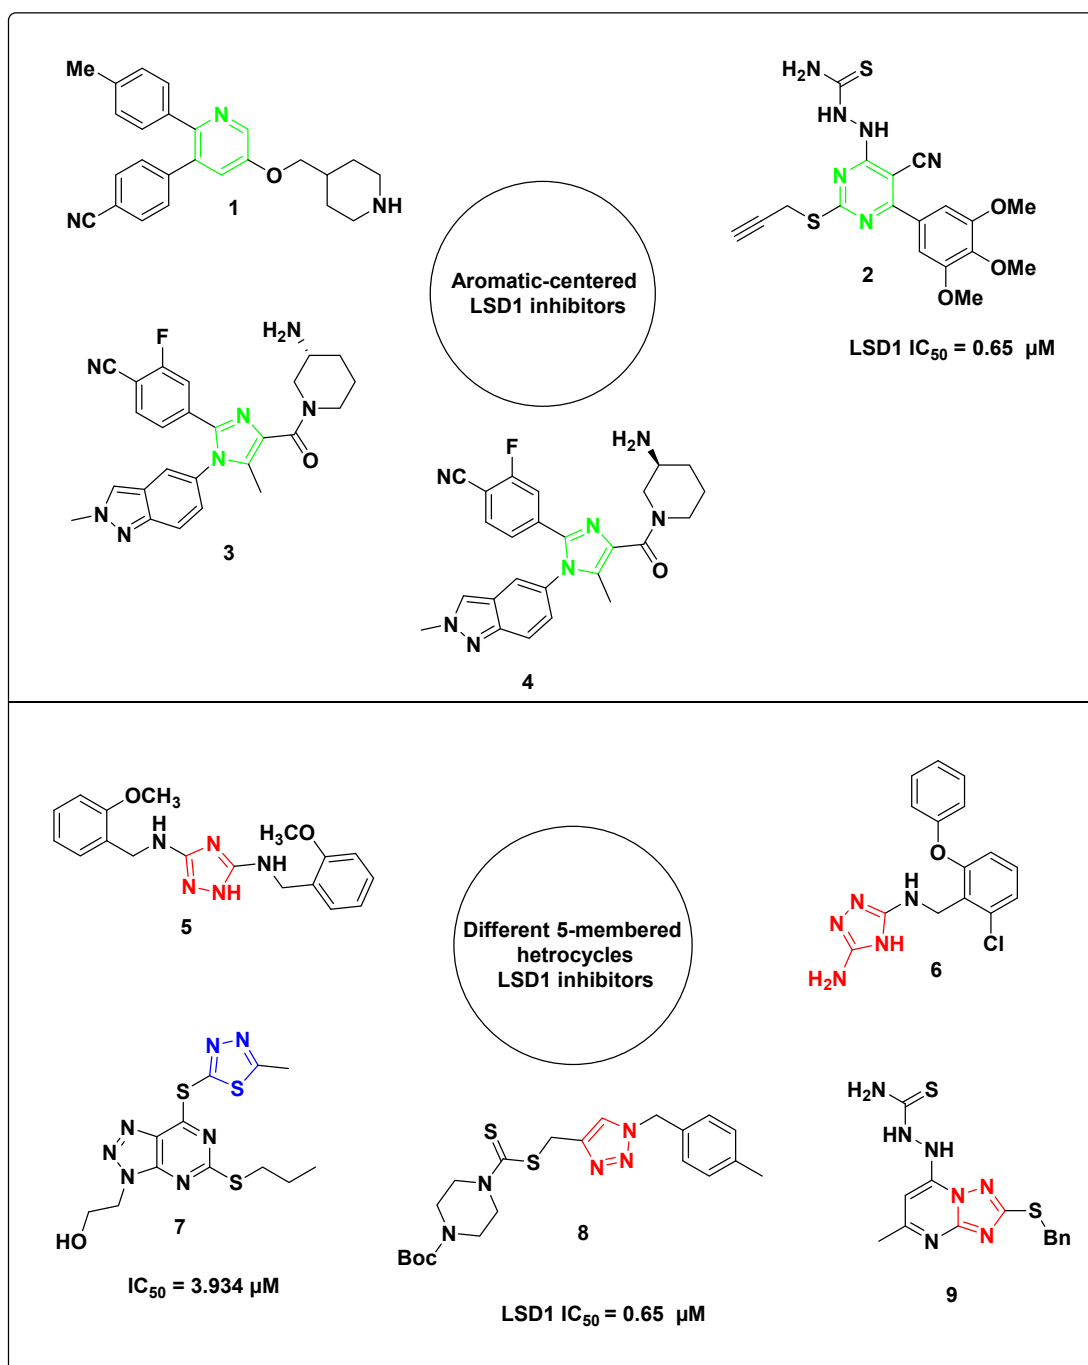 Me
N
O
NH
NC
1
H2N
S
NH
NH
CN
N
N
S
OMe
OMe
OMe
2
LSD1 IC50 = 0.65 μM
Aromatic-centered
LSD1 inhibitors
F
NC
H2N
N
N
N
O
N
N
3
F
NC
H2N
N
N
N
O
N
N
4
OCH3
H
N
N
N
NH
NH
H3CO
5
Different 5-membered
hetrocycles
LSD1 inhibitors
O
H
N
N
N
NH
H2N
Cl
6
N
N
S
S
N
N
N
N
N
S
HO
7
IC50 = 3.934 μM
S
S
N
N
Boc
N
N
N
8
LSD1 IC50 = 0.65 μM
H2N
S
NH
NH
N
N
N
N
S
Bn
9